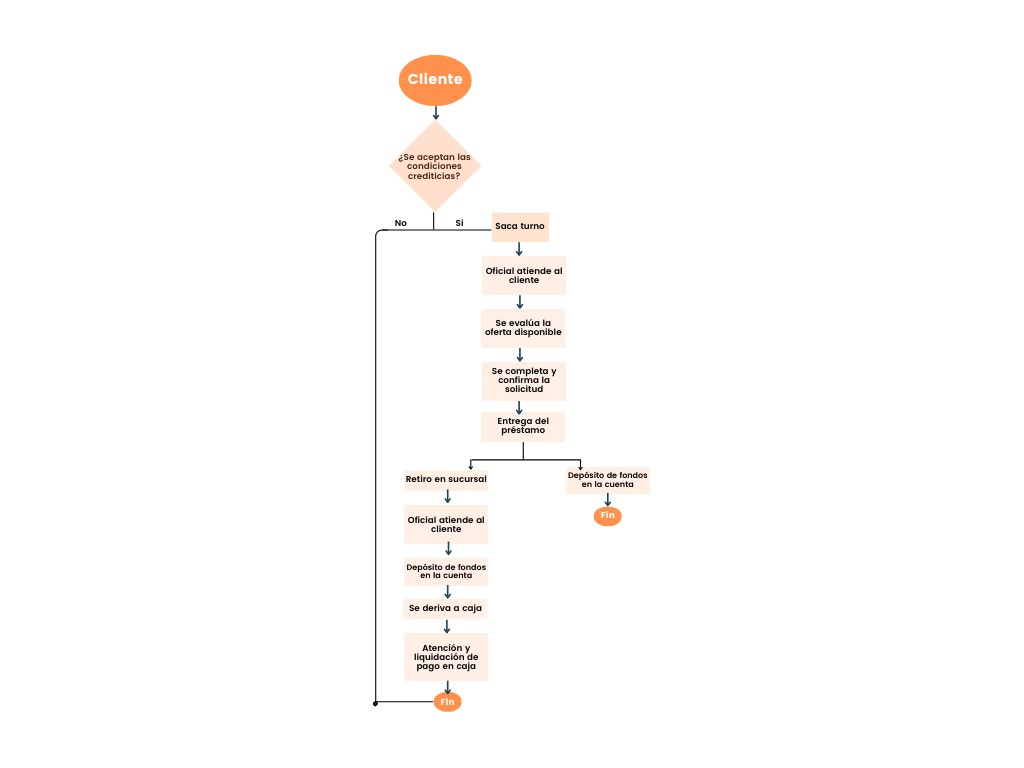 Cliente
¿Se aceptan las
condiciones
crediticias?
No
Si
Saca turno
Oficial atiende al
cliente
Se evalúa la
oferta disponible
Se completa y
confirma la
solicitud
Entrega del
préstamo
Retiro en sucursal
Depósito de fondos
en la cuenta
Fin
Oficial atiende al
cliente
Depósito de fondos
en la cuenta
Se deriva a caja
Atención y
liquidación de
pago en caja
Fin